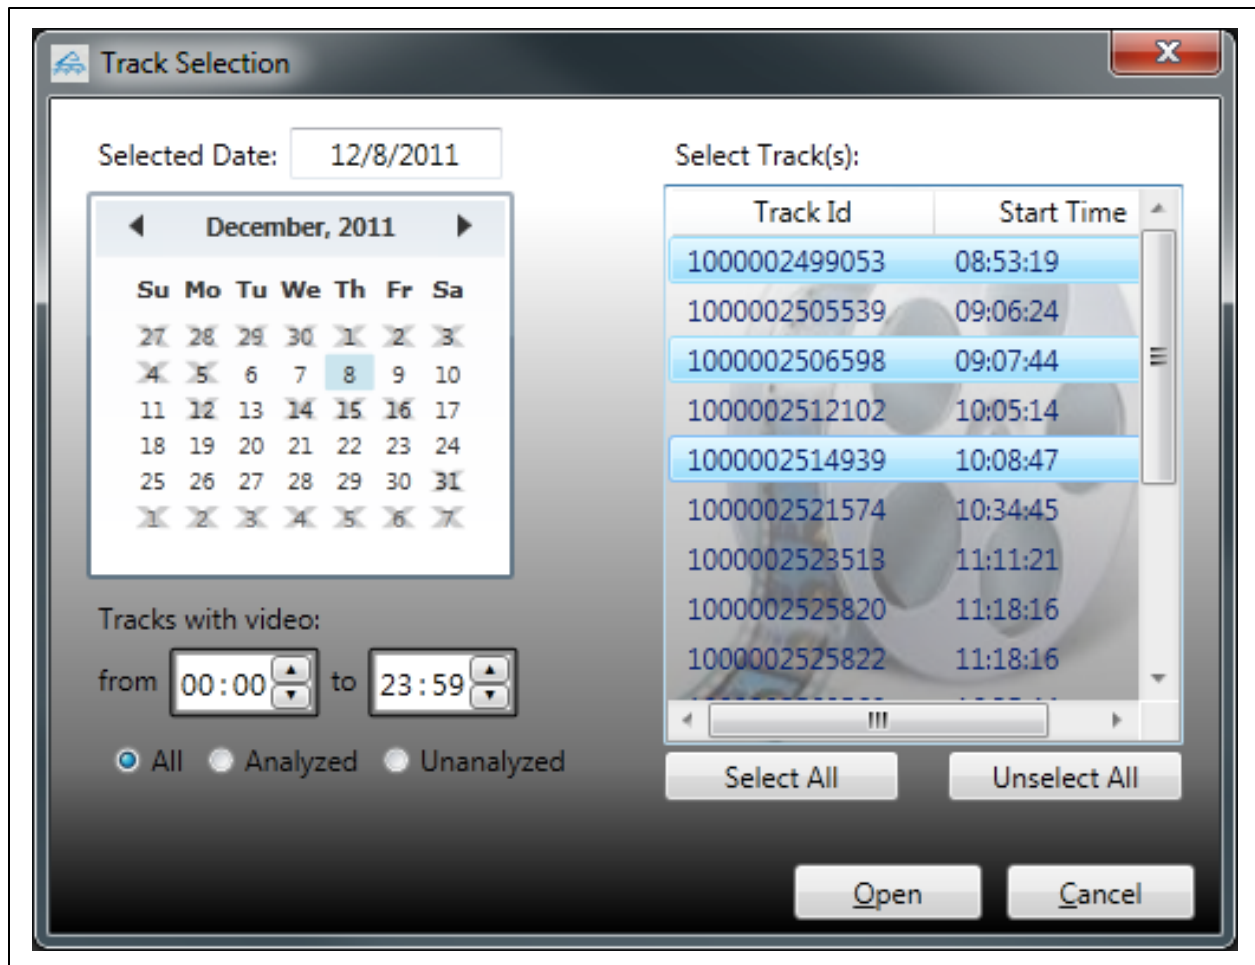 Track Selection
Selected Date: 12/8/2011
December, 2011
Su Mo Tu We Th Fr Sa
27 28 29 30 1 2 3
4 5 6 7 8 9 10
11 12 13 14 15 16 17
18 19 20 21 22 23 24
25 26 27 28 29 30 31
1 2 3 4 5 6 7
Tracks with video:
from 00:00 to 23:59
All Analyzed Unanalyzed
Select Track(s):
Track Id Start Time
1000002499053 08:53:19
1000002505539 09:06:24
1000002506598 09:07:44
1000002512102 10:05:14
1000002514939 10:08:47
1000002521574 10:34:45
1000002523513 11:11:21
1000002525820 11:18:16
1000002525822 11:18:16
Select All Unselect All
Open Cancel